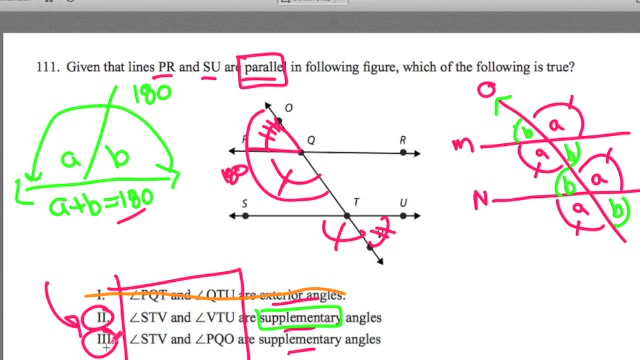 111. Given that lines PR and SU are parallel in following figure, which of the following is true?
180
a b
a+b=180
O
Q
R
180
S
T
U
O
m
b a
a b
N
b a
a b
I. ∠PQT and ∠QTU are exterior angles.
II. ∠STV and ∠VTU are supplementary angles
III. ∠STV and ∠PQO are supplementary angles